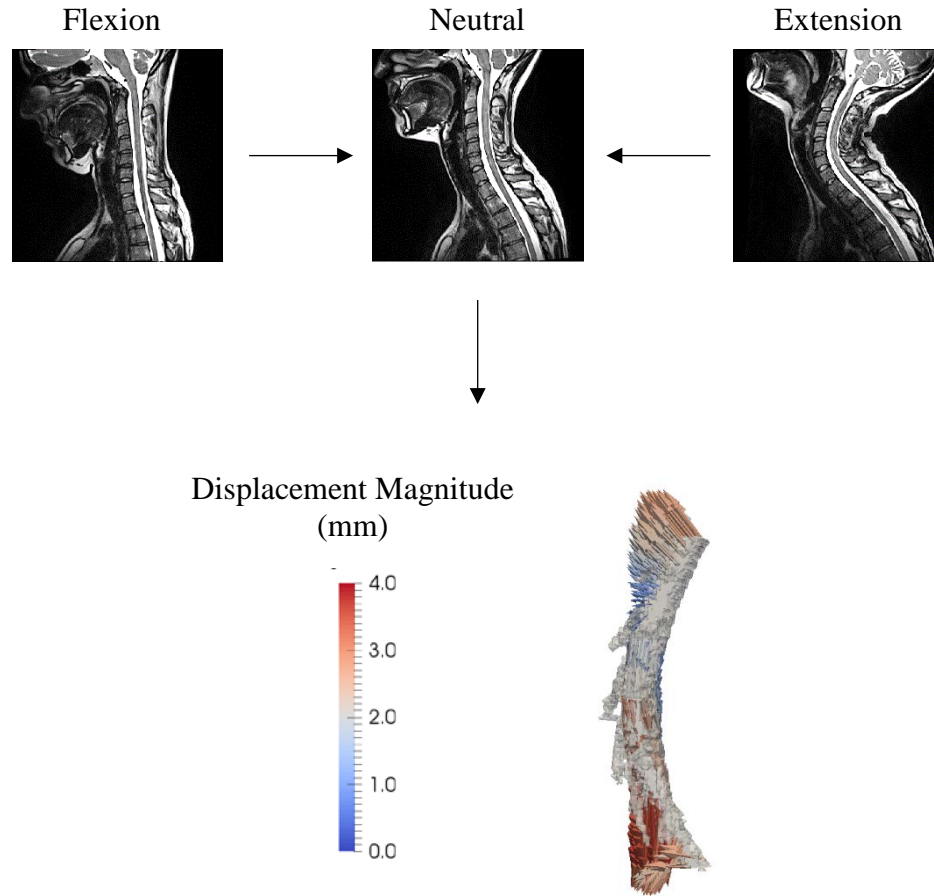 Flexion
Neutral
Extension
Displacement Magnitude
(mm)
4.0
3.0
2.0
1.0
0.0